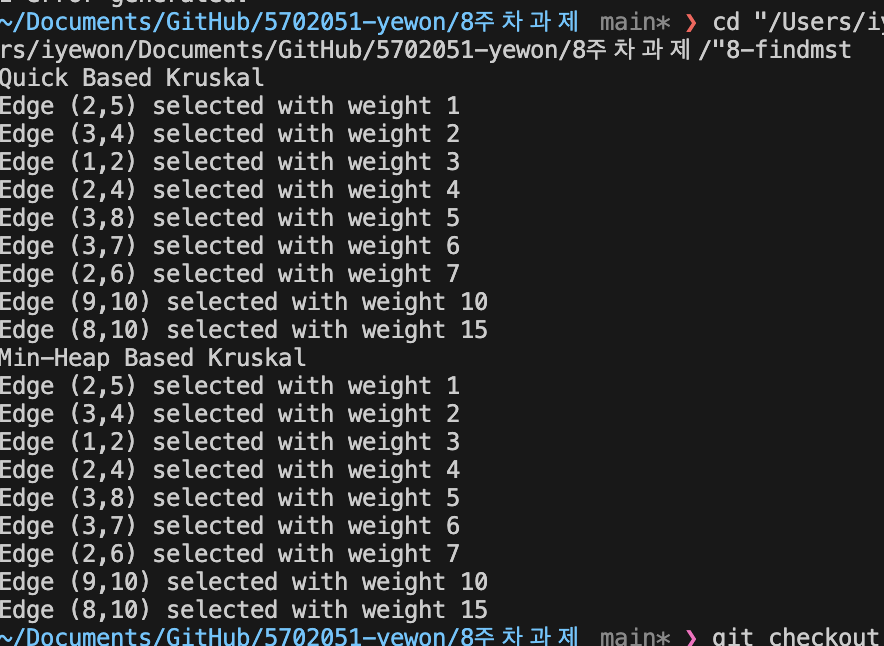 error generated.
~/Documents/GitHub/5702051-yewon/8주차과제 main* ❯ cd "/Users/iy
rs/iyewon/Documents/GitHub/5702051-yewon/8주차과제/"8-findmst
Quick Based Kruskal
Edge (2,5) selected with weight 1
Edge (3,4) selected with weight 2
Edge (1,2) selected with weight 3
Edge (2,4) selected with weight 4
Edge (3,8) selected with weight 5
Edge (3,7) selected with weight 6
Edge (2,6) selected with weight 7
Edge (9,10) selected with weight 10
Edge (8,10) selected with weight 15
Min-Heap Based Kruskal
Edge (2,5) selected with weight 1
Edge (3,4) selected with weight 2
Edge (1,2) selected with weight 3
Edge (2,4) selected with weight 4
Edge (3,8) selected with weight 5
Edge (3,7) selected with weight 6
Edge (2,6) selected with weight 7
Edge (9,10) selected with weight 10
Edge (8,10) selected with weight 15
~/Documents/GitHub/5702051-yewon/8주차과제 main* ❯ git checkout